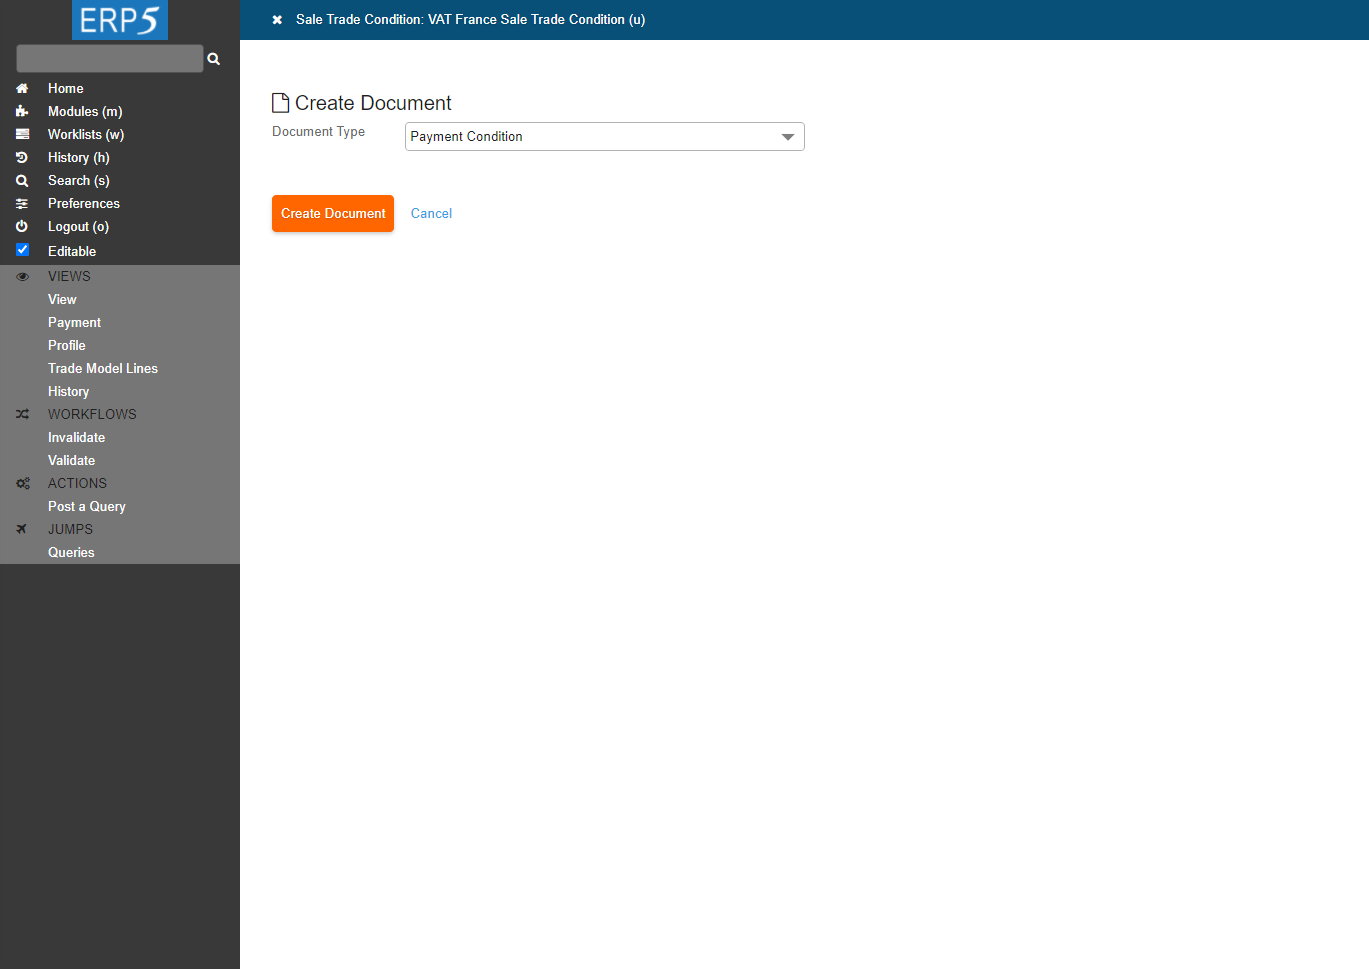 ERP5
Sale Trade Condition: VAT France Sale Trade Condition (u)
Home
Modules (m)
Worklists (w)
History (h)
Search (s)
Preferences
Logout (o)
Editable
VIEWS
View
Payment
Profile
Trade Model Lines
History
WORKFLOWS
Invalidate
Validate
ACTIONS
Post a Query
JUMPS
Queries
Create Document
Document Type
Payment Condition
Create Document
Cancel